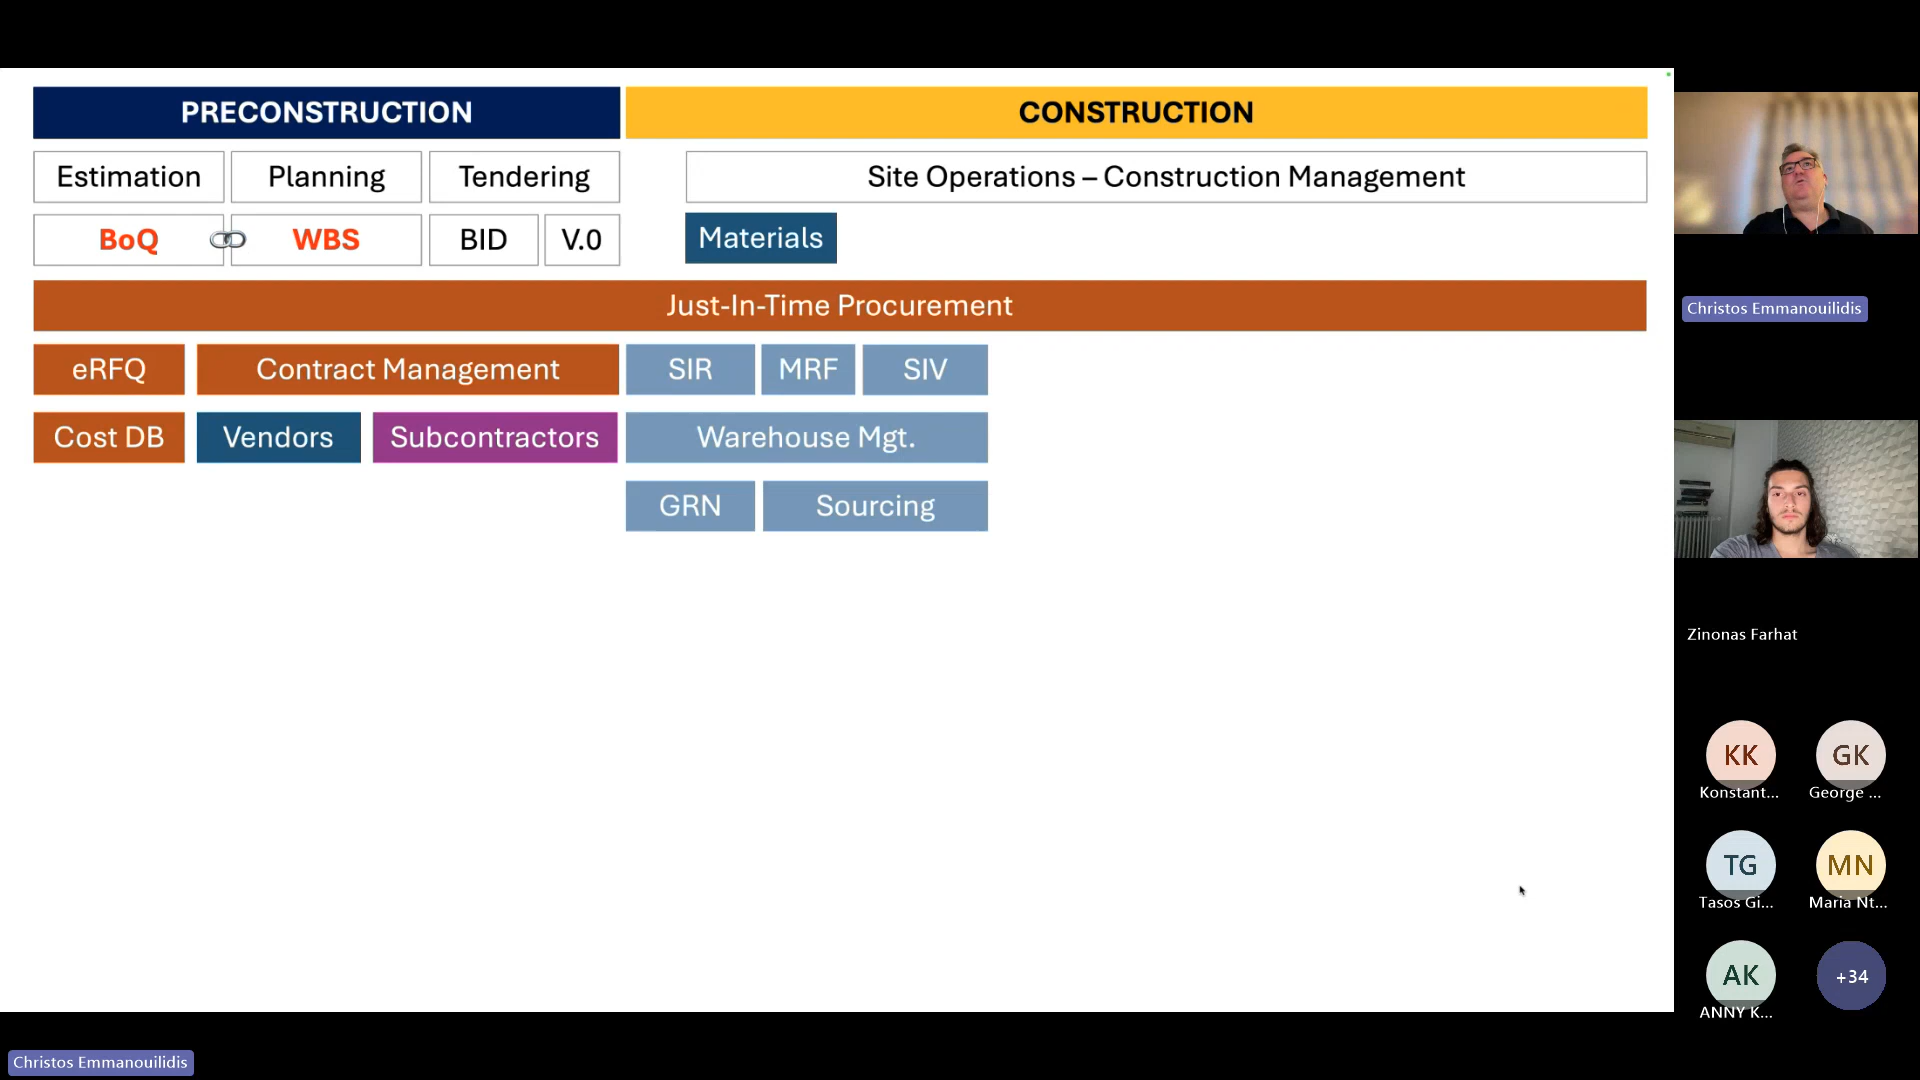 PRECONSTRUCTION CONSTRUCTION
Estimation Planning Tendering Site Operations – Construction Management
BoQ WBS BID V.0 Materials
Just-In-Time Procurement
eRFQ Contract Management SIR MRF SIV
Cost DB Vendors Subcontractors Warehouse Mgt.
GRN Sourcing
Christos Emmanouilidis
Zinonas Farhat
KK GK
Konstant... George ...
TG MN
Tasos Gi... Maria Nt...
AK +34
ANNY K...
Christos Emmanouilidis